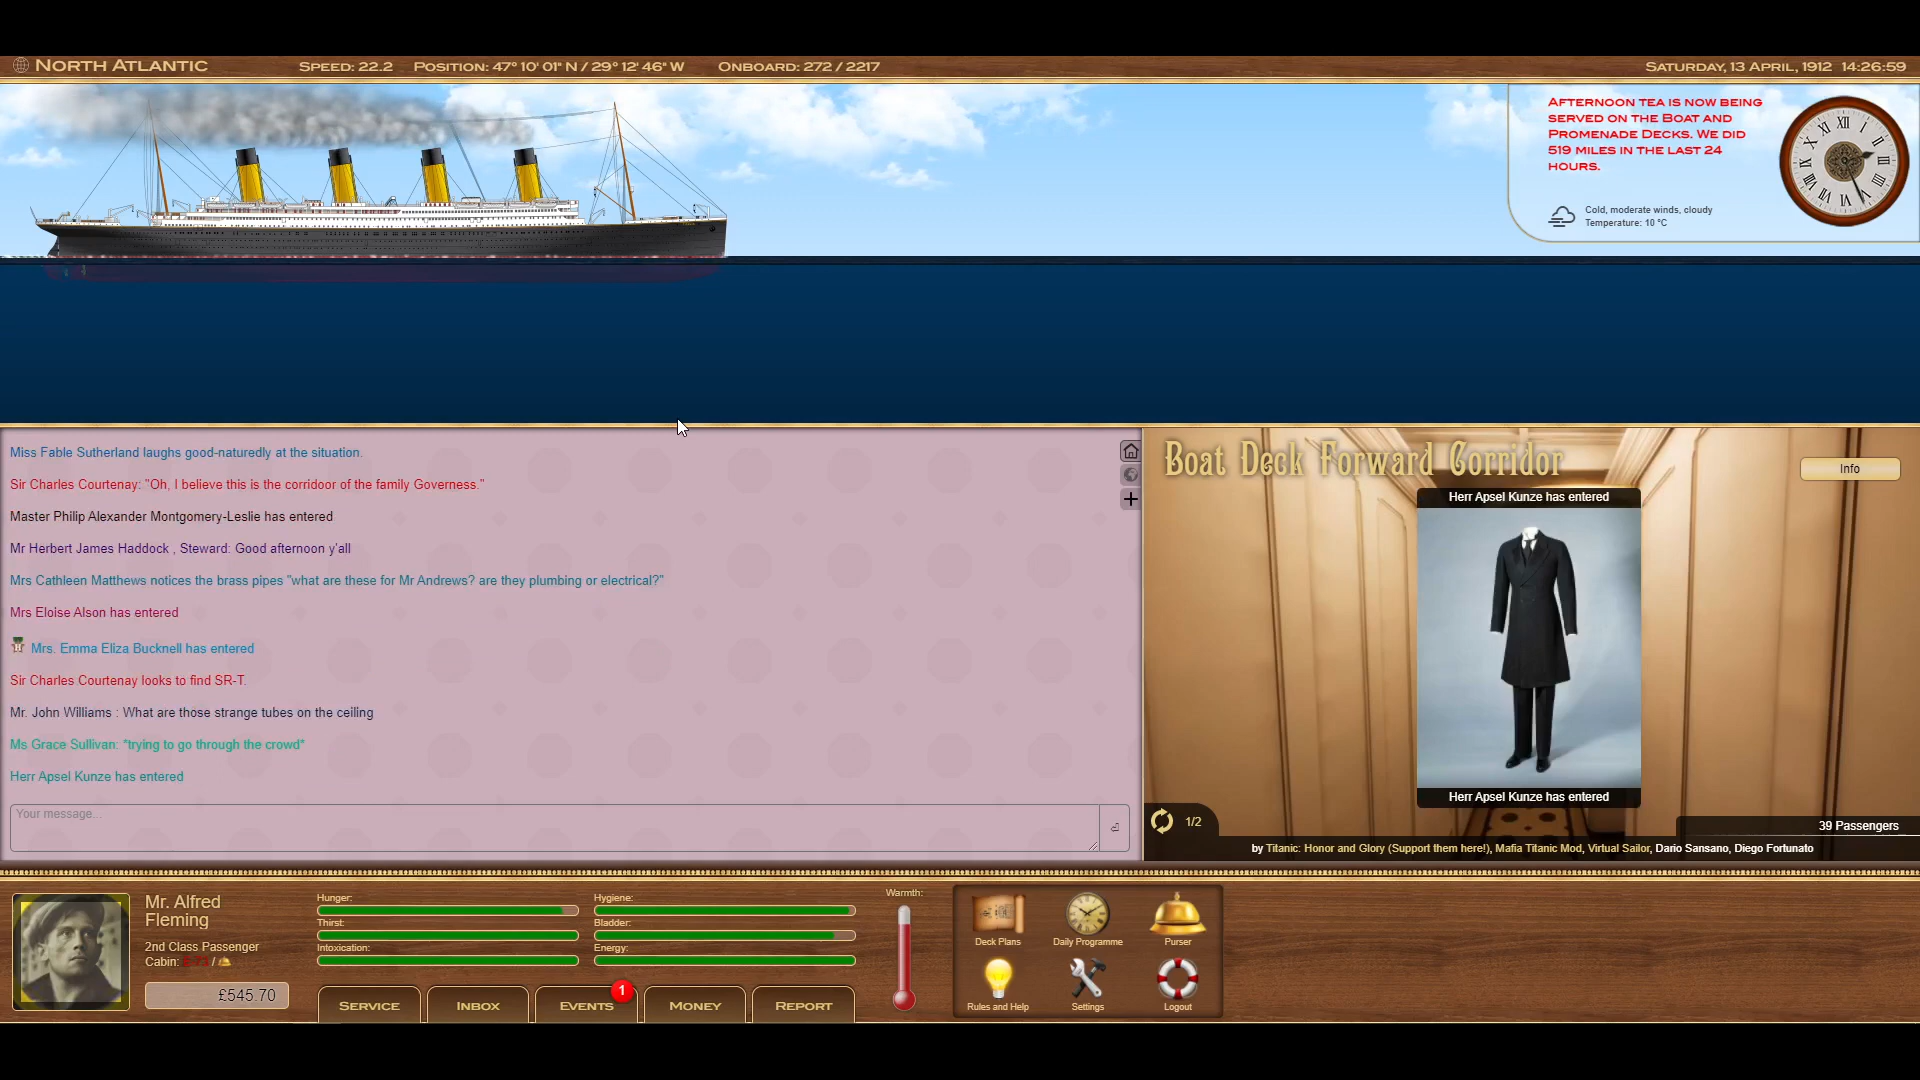 NORTH ATLANTIC
SPEED: 22.2
POSITION: 47° 10' 01" N / 29° 12' 46" W
ONBOARD: 272 / 2217
SATURDAY, 13 APRIL, 1912 14:26:59
AFTERNOON TEA IS NOW BEING
SERVED ON THE BOAT AND
PROMENADE DECKS. WE DID
519 MILES IN THE LAST 24
HOURS.
Cold, moderate winds, cloudy
Temperature: 10 °C
XII
I
II
III
IIII
V
VI
VII
VIII
IX
X
XI
Miss Fable Sutherland laughs good-naturedly at the situation.
Sir Charles Courtenay: "Oh, I believe this is the corridoor of the family Governess."
Master Philip Alexander Montgomery-Leslie has entered
Mr Herbert James Haddock , Steward: Good afternoon y'all
Mrs Cathleen Matthews notices the brass pipes "what are these for Mr Andrews? are they plumbing or electrical?"
Mrs Eloise Alson has entered
Mrs. Emma Eliza Bucknell has entered
Sir Charles Courtenay looks to find SR-T.
Mr. John Williams : What are those strange tubes on the ceiling
Ms Grace Sullivan: *trying to go through the crowd*
Herr Apsel Kunze has entered
Your message...
Boat Deck Forward Corridor
Info
Herr Apsel Kunze has entered
Herr Apsel Kunze has entered
1/2
39 Passengers
by Titanic: Honor and Glory (Support them here!), Mafia Titanic Mod, Virtual Sailor, Dario Sansano, Diego Fortunato
Mr. Alfred
Fleming
2nd Class Passenger
Cabin:
£545.70
Hunger:
Thirst:
Intoxication:
Hygiene:
Bladder:
Energy:
Warmth:
SERVICE
INBOX
EVENTS
1
MONEY
REPORT
Deck Plans
Daily Programme
Purser
Rules and Help
Settings
Logout